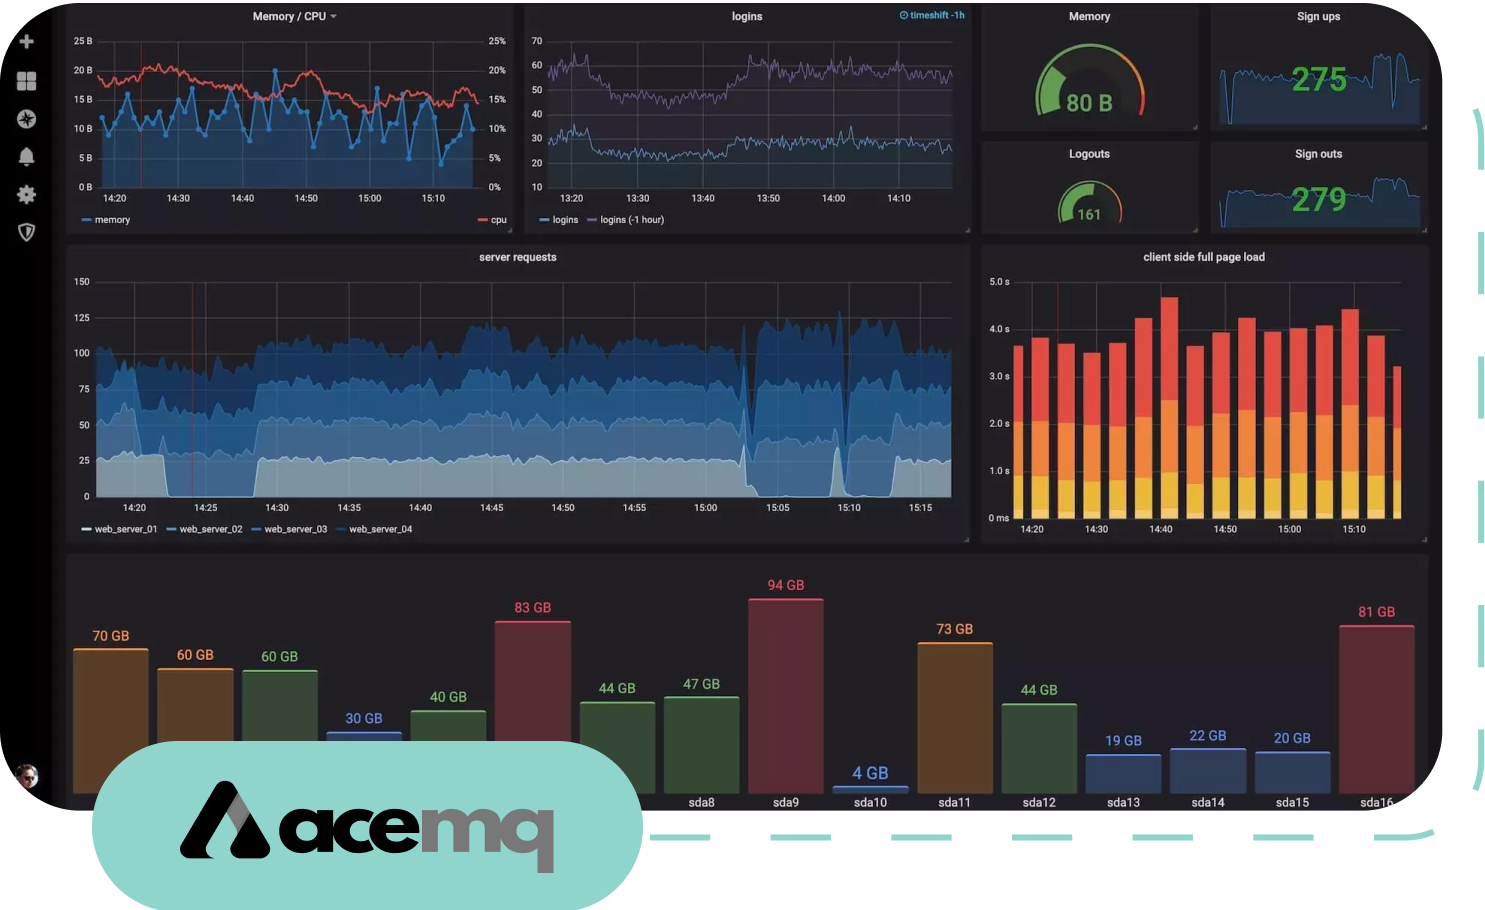 Memory / CPU
25 B
20 B
15 B
10 B
5 B
0 B
25%
20%
15%
10%
5%
0%
14:20 14:30 14:40 14:50 15:00 15:10
memory
cpu
logins
timeshift -1h
70
60
50
40
30
20
10
13:20 13:30 13:40 13:50 14:00 14:10
logins logins (-1 hour)
Memory
80 B
Sign ups
275
Logouts
161
Sign outs
279
server requests
150
125
100
75
50
25
0
14:20 14:25 14:30 14:35 14:40 14:45 14:50 14:55 15:00 15:05 15:10 15:15
web_server_01 web_server_02 web_server_03 web_server_04
client side full page load
5.0 s
4.0 s
3.0 s
2.0 s
1.0 s
0 ms
14:20 14:30 14:40 14:50 15:00 15:10
70 GB 60 GB 60 GB 30 GB 40 GB 83 GB 44 GB 47 GB 94 GB 4 GB 73 GB 44 GB 19 GB 22 GB 20 GB 81 GB
sda8 sda9 sda10 sda11 sda12 sda13 sda14 sda15 sda16
acemq